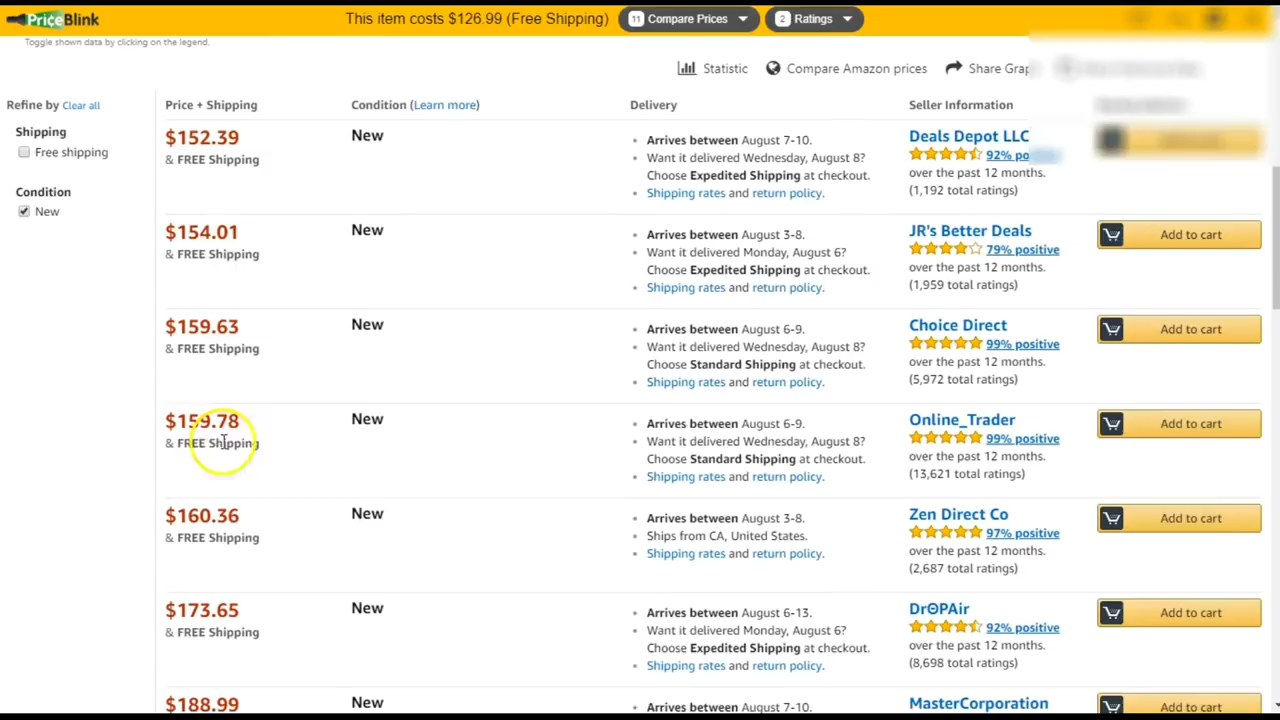 PriceBlink
This item costs $126.99 (Free Shipping)
11 Compare Prices
2 Ratings
Toggle shown data by clicking on the legend.
Statistic
Compare Amazon prices
Share Grap
Refine by Clear all
Shipping
Free shipping
Condition
New
Price + Shipping
Condition (Learn more)
Delivery
Seller Information
$152.39
& FREE Shipping
New
Arrives between August 7-10.
Want it delivered Wednesday, August 8?
Choose Expedited Shipping at checkout.
Shipping rates and return policy.
Deals Depot LLC
92% po
over the past 12 months.
(1,192 total ratings)
$154.01
& FREE Shipping
New
Arrives between August 3-8.
Want it delivered Monday, August 6?
Choose Expedited Shipping at checkout.
Shipping rates and return policy.
JR's Better Deals
79% positive
over the past 12 months.
(1,959 total ratings)
Add to cart
$159.63
& FREE Shipping
New
Arrives between August 6-9.
Want it delivered Wednesday, August 8?
Choose Standard Shipping at checkout.
Shipping rates and return policy.
Choice Direct
99% positive
over the past 12 months.
(5,972 total ratings)
Add to cart
$159.78
& FREE Shipping
New
Arrives between August 6-9.
Want it delivered Wednesday, August 8?
Choose Standard Shipping at checkout.
Shipping rates and return policy.
Online_Trader
99% positive
over the past 12 months.
(13,621 total ratings)
Add to cart
$160.36
& FREE Shipping
New
Arrives between August 3-8.
Ships from CA, United States.
Shipping rates and return policy.
Zen Direct Co
97% positive
over the past 12 months.
(2,687 total ratings)
Add to cart
$173.65
& FREE Shipping
New
Arrives between August 6-13.
Want it delivered Monday, August 6?
Choose Expedited Shipping at checkout.
Shipping rates and return policy.
DrΘPAir
92% positive
over the past 12 months.
(8,698 total ratings)
Add to cart
$188.99
New
Arrives between August 7-10.
MasterCorporation
Add to cart